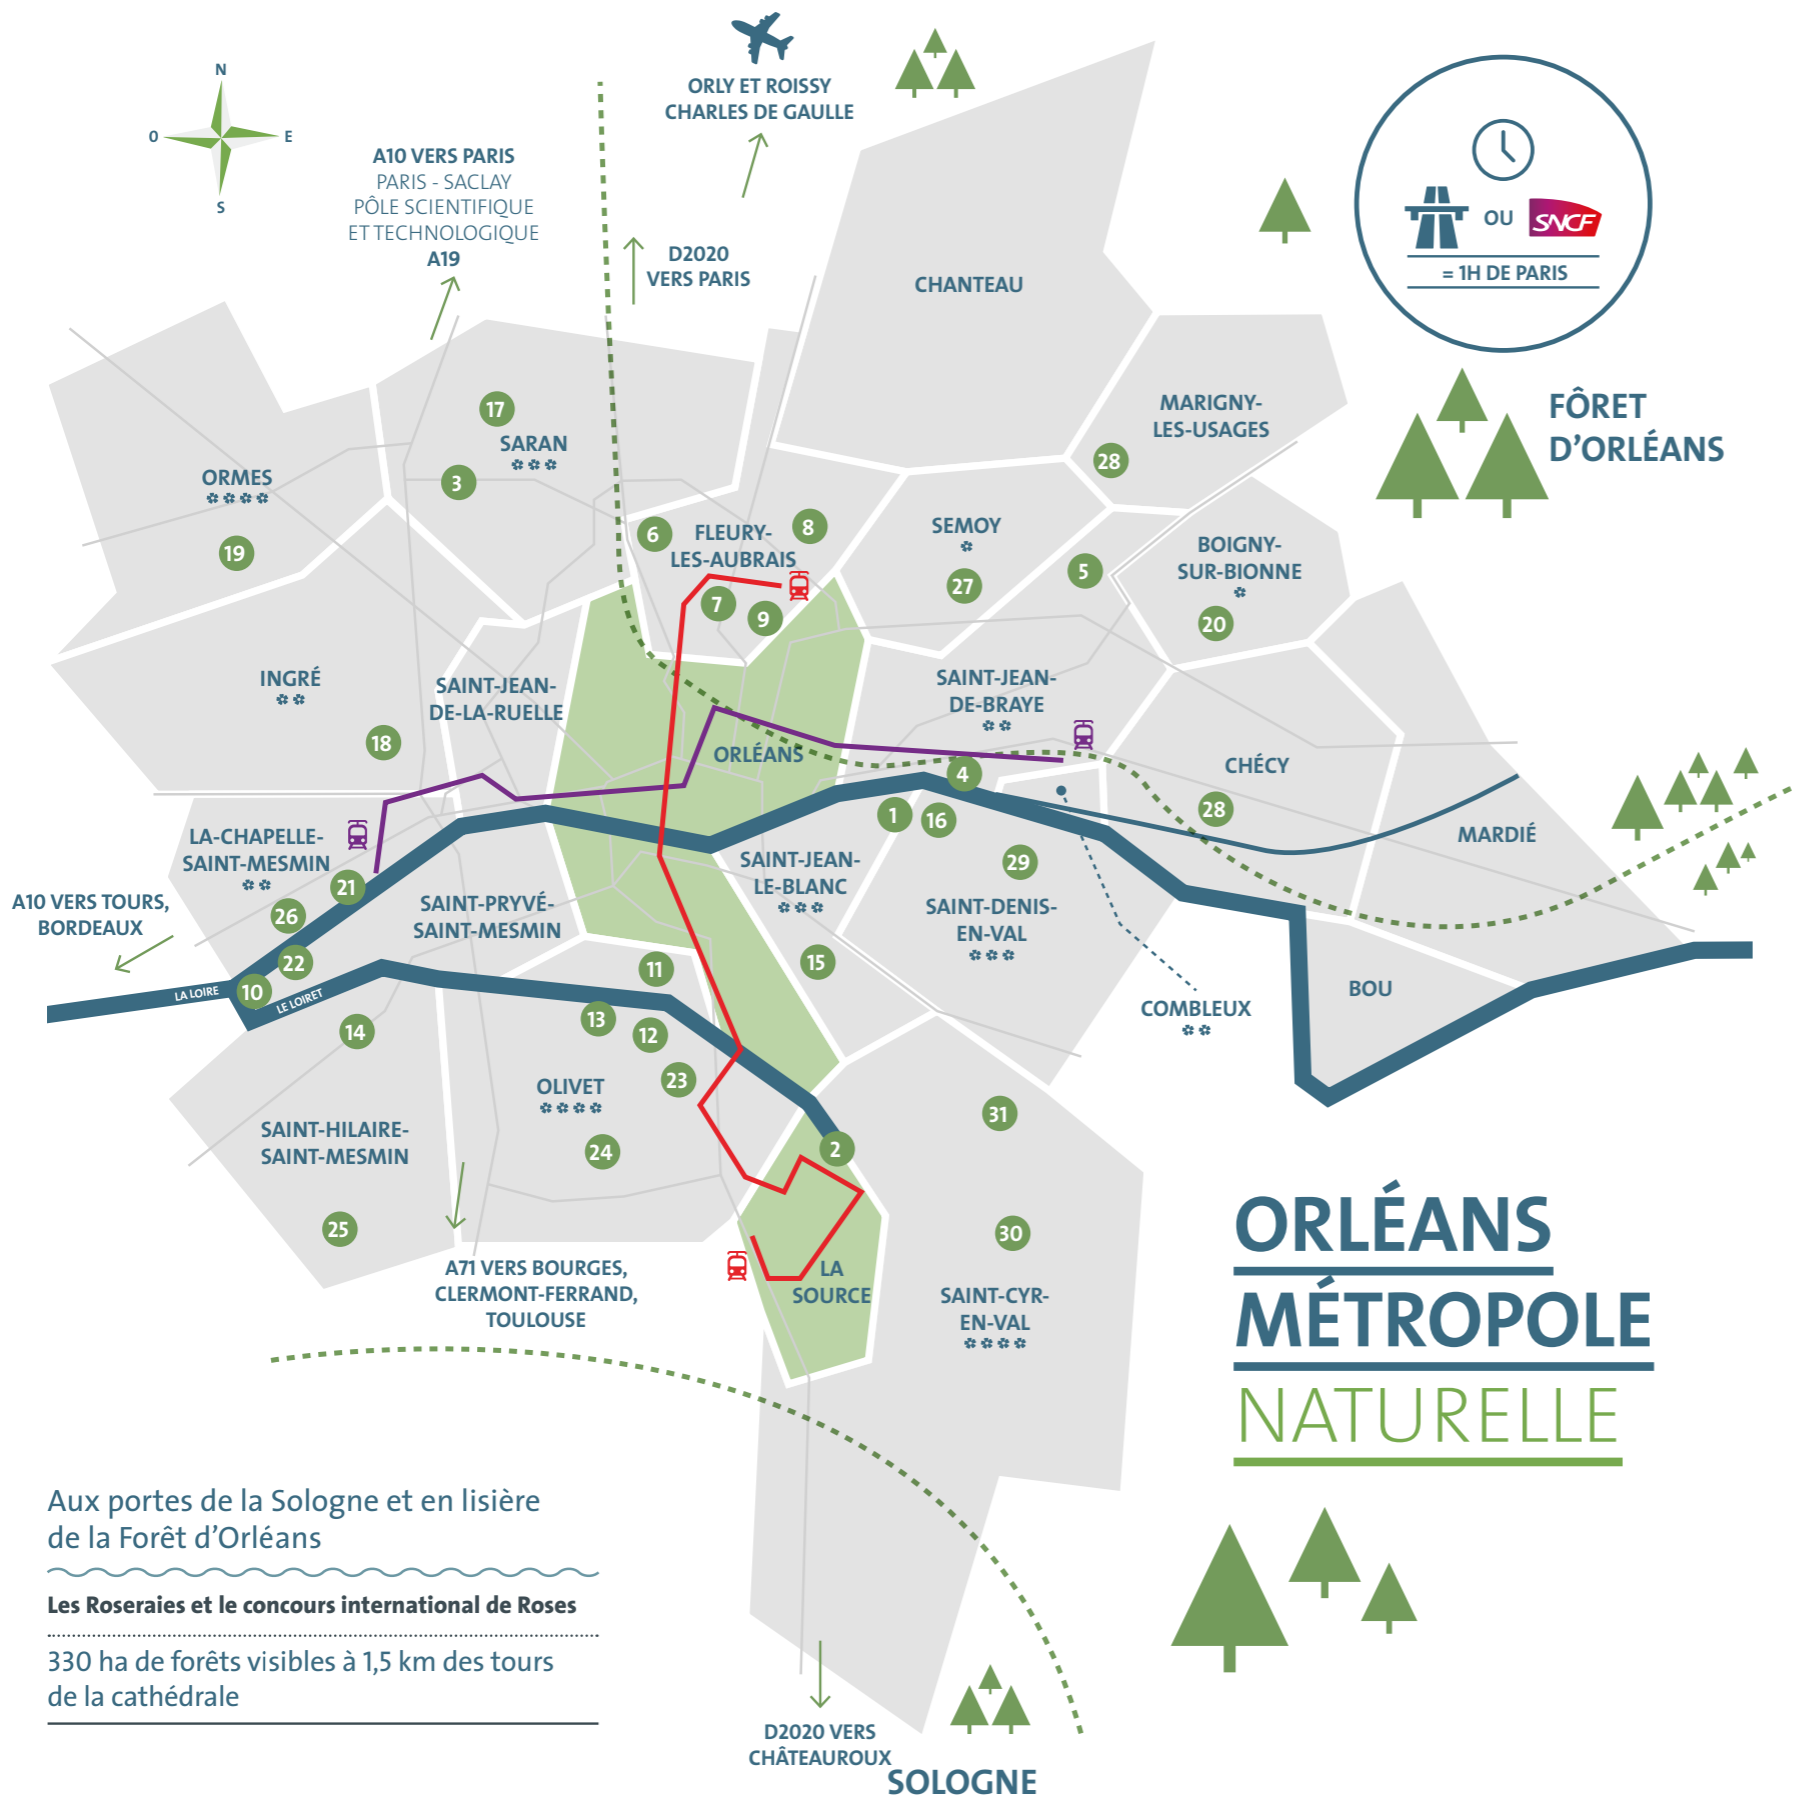 N
O
E
S
ORLY ET ROISSY
CHARLES DE GAULLE
A10 VERS PARIS
PARIS - SACLAY
PÔLE SCIENTIFIQUE
ET TECHNOLOGIQUE
A19
D2020
VERS PARIS
OU
SNCF
= 1H DE PARIS
FÔRET
D'ORLÉANS
CHANTEAU
MARIGNY-
LES-USAGES
28
17
SARAN
3
ORMES
19
6
FLEURY-
LES-AUBRAIS
8
7
9
SEMOY
27
5
BOIGNY-
SUR-BIONNE
20
INGRÉ
18
SAINT-JEAN-
DE-LA-RUELLE
ORLÉANS
SAINT-JEAN-
DE-BRAYE
4
CHÉCY
28
MARDIÉ
LA-CHAPELLE-
SAINT-MESMIN
21
26
22
10
A10 VERS TOURS,
BORDEAUX
LA LOIRE
LE LOIRET
SAINT-PRYVÉ-
SAINT-MESMIN
SAINT-JEAN-
LE-BLANC
15
1
16
29
SAINT-DENIS-
EN-VAL
COMBLEUX
BOU
11
13
12
23
14
OLIVET
24
SAINT-HILAIRE-
SAINT-MESMIN
25
2
31
30
LA
SOURCE
SAINT-CYR-
EN-VAL
A71 VERS BOURGES,
CLERMONT-FERRAND,
TOULOUSE
ORLÉANS
MÉTROPOLE
NATURELLE
Aux portes de la Sologne et en lisière
de la Forêt d'Orléans
Les Roseraies et le concours international de Roses
330 ha de forêts visibles à 1,5 km des tours
de la cathédrale
D2020 VERS
CHÂTEAUROUX
SOLOGNE